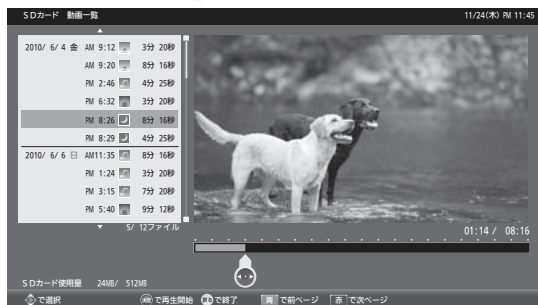 SDカード 動画一覧 11/24(木) PM 11:45
2010/ 6/ 4 金 AM 9:12 3分 20秒
AM 9:20 8分 16秒
PM 2:46 4分 25秒
PM 6:32 3分 20秒
PM 8:26 8分 16秒
PM 8:29 4分 25秒
2010/ 6/ 6 日 AM11:35 8分 16秒
PM 1:24 3分 20秒
PM 3:15 7分 20秒
PM 5:40 9分 12秒
5/ 12ファイル
01:14 / 08:16
SDカード使用量 24MB/ 512MB
で選択 で再生開始 戻る で終了 青 で前ページ 赤 で次ページ